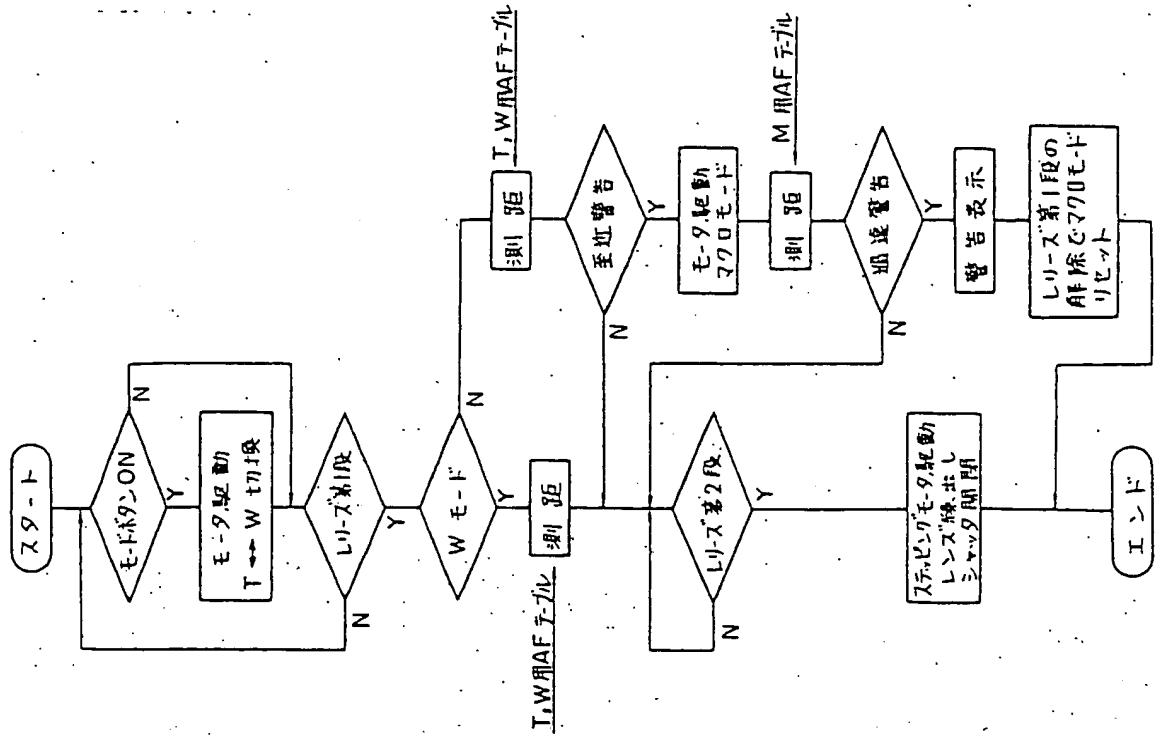 スタート
モードボタンON
N
Y
モータ駆動
T ↔ W 切換
レリーズ第1段
N
Y
W モード
N
Y
測 距
T, W用AFテーブル
測 距
T, W用AFテーブル
至近警告
N
Y
モータ駆動
マクロモード
測 距
M 用AF テーブル
過遠警告
N
Y
警告表示
レリーズ第1段の
解除でマクロモード
リセット
レリーズ第2段
N
Y
ステッピングモータ駆動
レンズ繰出し
シャッタ開閉
エンド